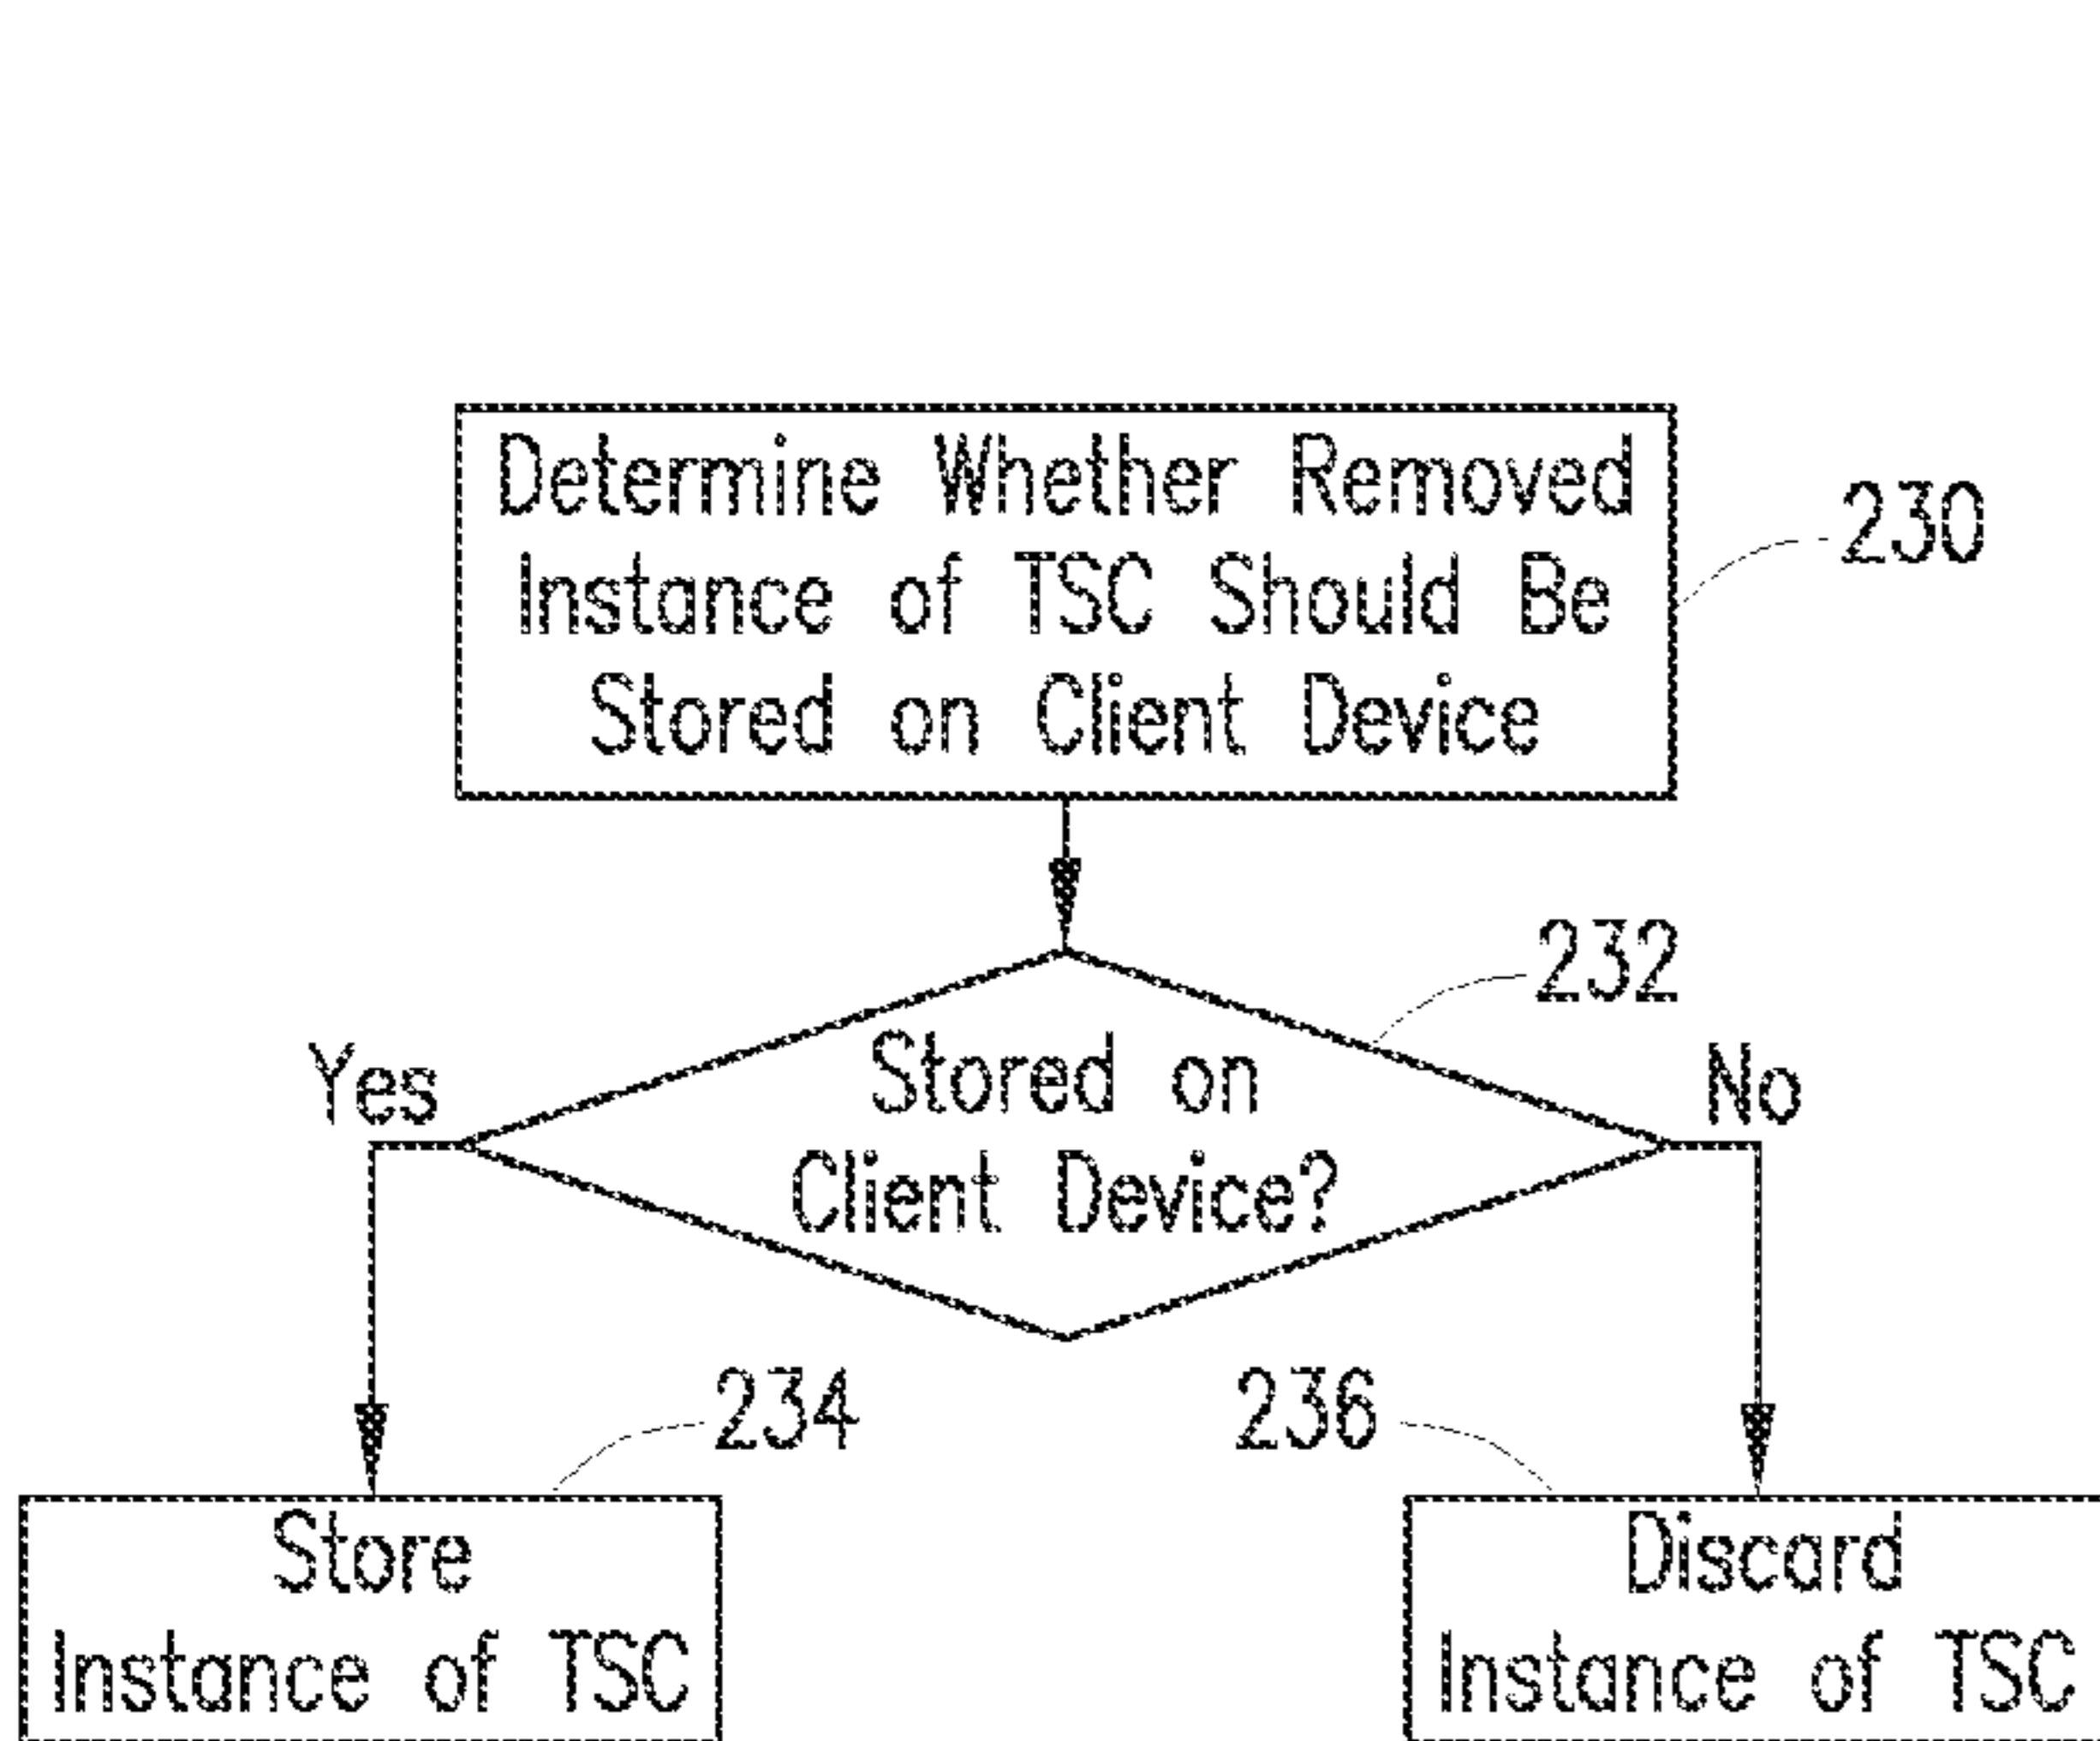 Determine Whether Removed
Instance of TSC Should Be
Stored on Client Device
230
232
Yes
Stored on
Client Device?
No
234
236
Store
Instance of TSC
Discard
Instance of TSC